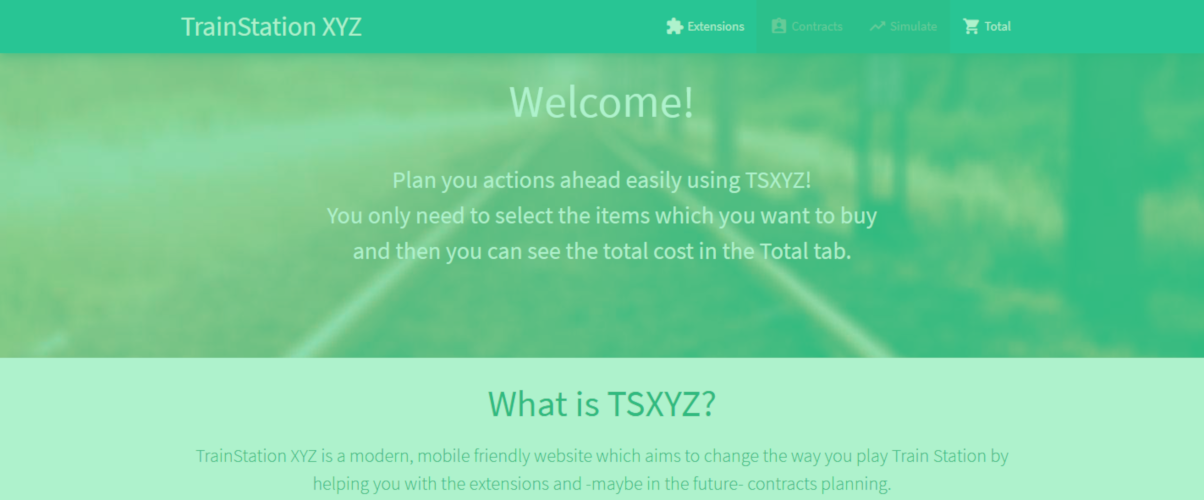 TrainStation XYZ
Extensions
Contracts
Simulate
Total
Welcome!
Plan you actions ahead easily using TSXYZ!
You only need to select the items which you want to buy
and then you can see the total cost in the Total tab.
What is TSXYZ?
TrainStation XYZ is a modern, mobile friendly website which aims to change the way you play Train Station by
helping you with the extensions and -maybe in the future- contracts planning.